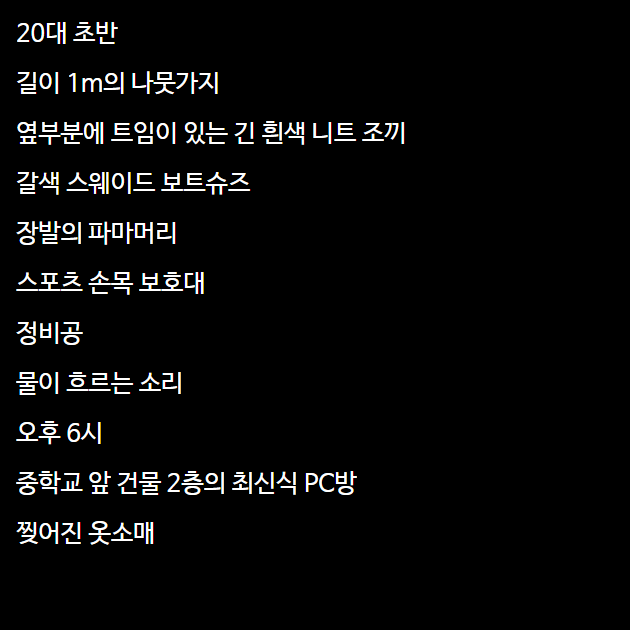 20대 초반
길이 1m의 나뭇가지
옆부분에 트임이 있는 긴 흰색 니트 조끼
갈색 스웨이드 보트슈즈
장발의 파마머리
스포츠 손목 보호대
정비공
물이 흐르는 소리
오후 6시
중학교 앞 건물 2층의 최신식 PC방
찢어진 옷소매